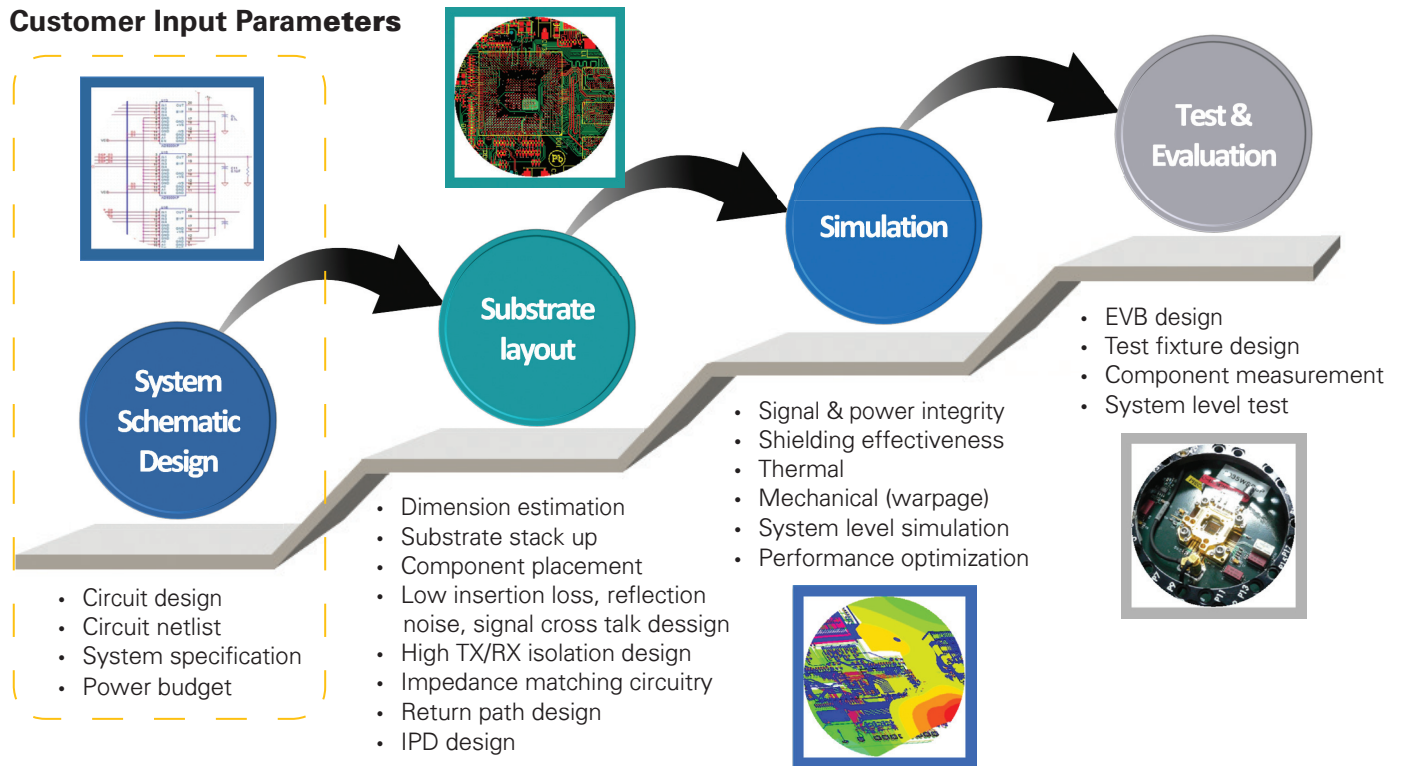 Customer Input Parameters
System
Schematic
Design
• Circuit design
• Circuit netlist
• System specification
• Power budget
Pb
Substrate
layout
• Dimension estimation
• Substrate stack up
• Component placement
• Low insertion loss, reflection
noise, signal cross talk dessign
• High TX/RX isolation design
• Impedance matching circuitry
• Return path design
• IPD design
Simulation
• Signal & power integrity
• Shielding effectiveness
• Thermal
• Mechanical (warpage)
• System level simulation
• Performance optimization
Test &
Evaluation
• EVB design
• Test fixture design
• Component measurement
• System level test